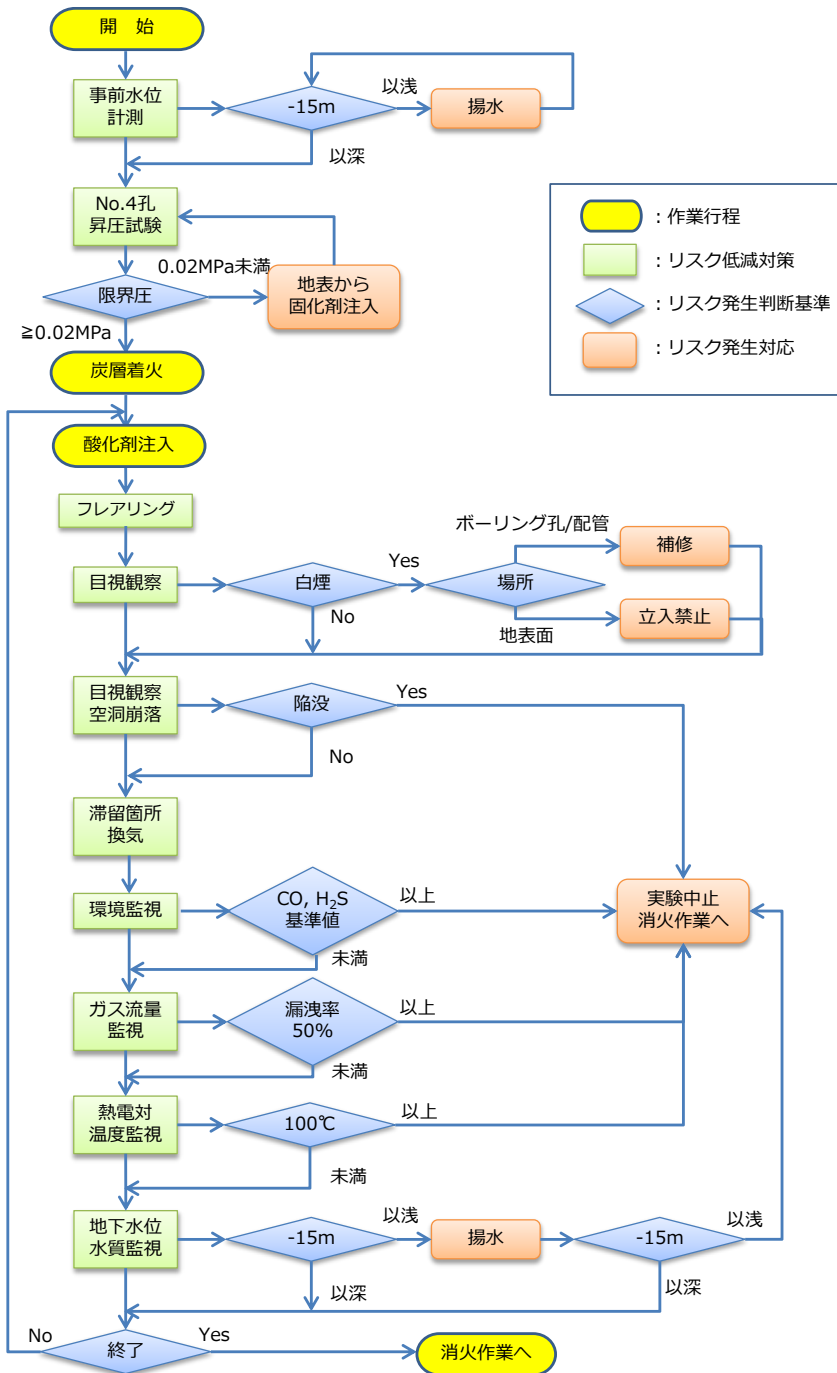 開　始
事前水位
計測
-15m
以浅
揚水
以深
No.4孔
昇圧試験
0.02MPa未満
限界圧
地表から
固化剤注入
≧0.02MPa
：作業行程
：リスク低減対策
：リスク発生判断基準
：リスク発生対応
炭層着火
酸化剤注入
フレアリング
目視観察
白煙
Yes
No
場所
ボーリング孔/配管
補修
地表面
立入禁止
目視観察
空洞崩落
陥没
Yes
No
滞留箇所
換気
環境監視
CO, H₂S
基準値
以上
未満
実験中止
消火作業へ
ガス流量
監視
漏洩率
50%
以上
未満
熱電対
温度監視
100℃
以上
未満
地下水位
水質監視
-15m
以浅
揚水
-15m
以浅
以深
以深
No
終了
Yes
消火作業へ